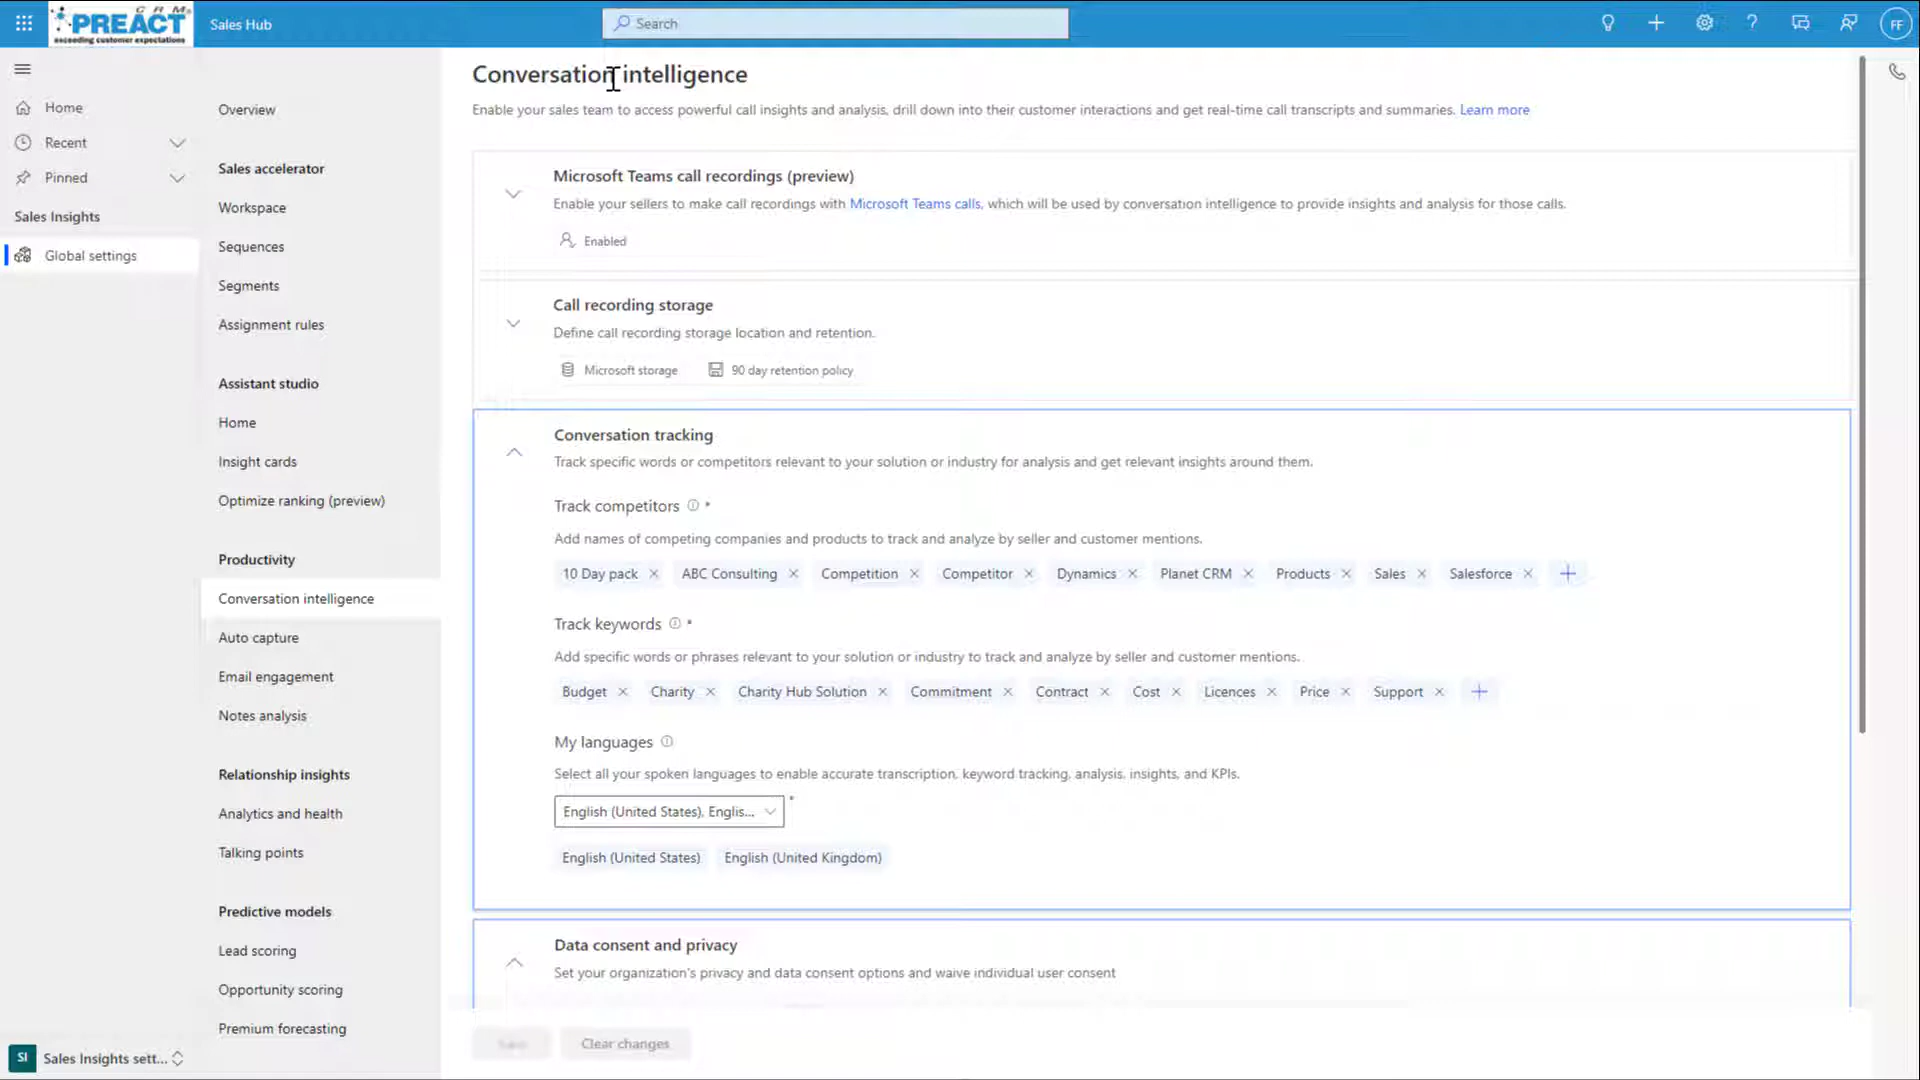 C R M
PREACT
exceeding customer expectations
Sales Hub
Search
FF
Home
Recent
Pinned
Sales Insights
Global settings
SI
Sales Insights sett...
Overview
Sales accelerator
Workspace
Sequences
Segments
Assignment rules
Assistant studio
Home
Insight cards
Optimize ranking (preview)
Productivity
Conversation intelligence
Auto capture
Email engagement
Notes analysis
Relationship insights
Analytics and health
Talking points
Predictive models
Lead scoring
Opportunity scoring
Premium forecasting
Conversation intelligence
Enable your sales team to access powerful call insights and analysis, drill down into their customer interactions and get real-time call transcripts and summaries. Learn more
Microsoft Teams call recordings (preview)
Enable your sellers to make call recordings with Microsoft Teams calls, which will be used by conversation intelligence to provide insights and analysis for those calls.
Enabled
Call recording storage
Define call recording storage location and retention.
Microsoft storage 90 day retention policy
Conversation tracking
Track specific words or competitors relevant to your solution or industry for analysis and get relevant insights around them.
Track competitors *
Add names of competing companies and products to track and analyze by seller and customer mentions.
10 Day pack ABC Consulting Competition Competitor Dynamics Planet CRM Products Sales Salesforce
Track keywords *
Add specific words or phrases relevant to your solution or industry to track and analyze by seller and customer mentions.
Budget Charity Charity Hub Solution Commitment Contract Cost Licences Price Support
My languages
Select all your spoken languages to enable accurate transcription, keyword tracking, analysis, insights, and KPIs.
English (United States), Englis... *
English (United States) English (United Kingdom)
Data consent and privacy
Set your organization's privacy and data consent options and waive individual user consent
Save Clear changes